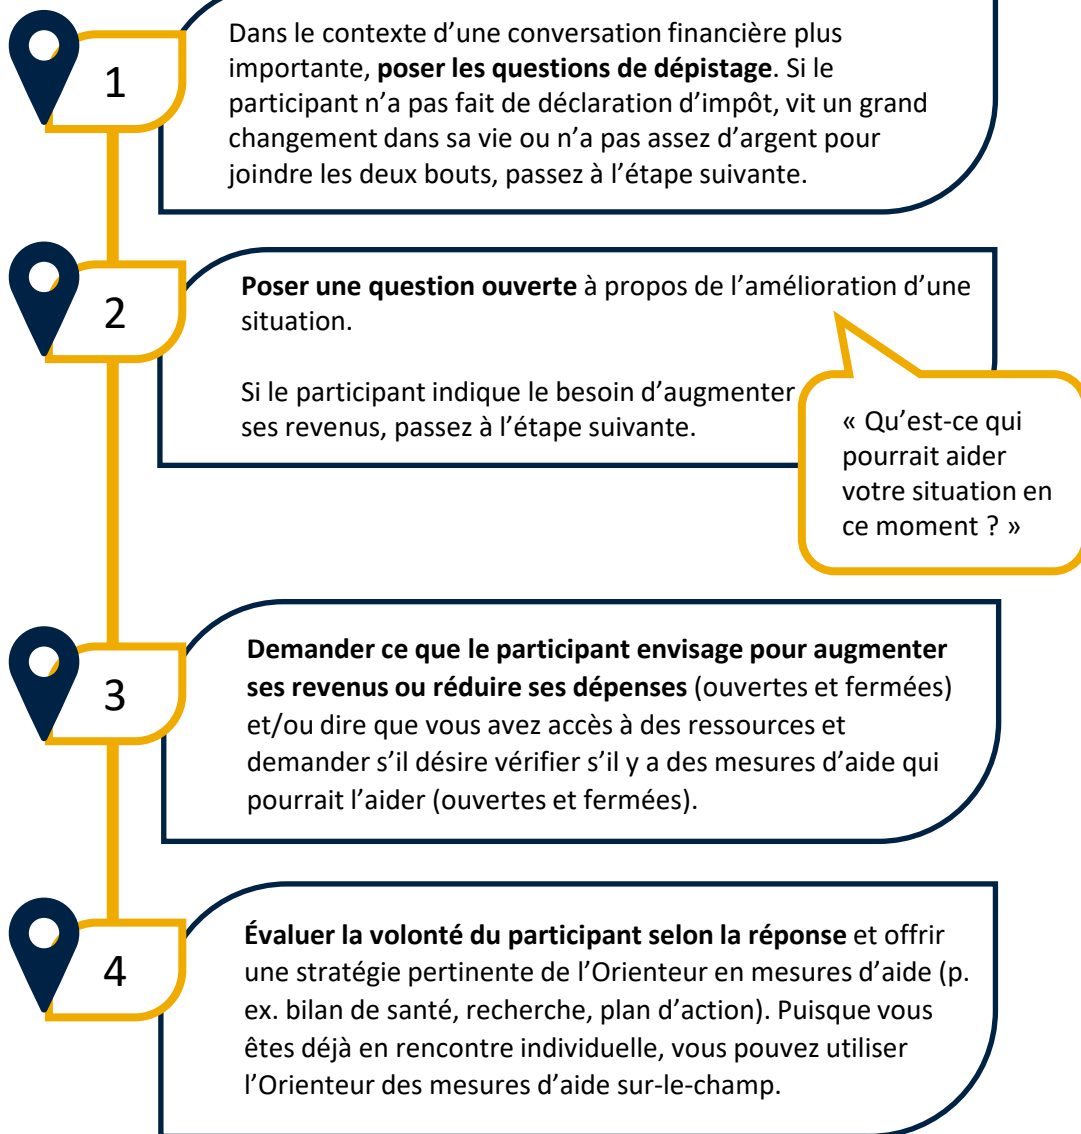 1
Dans le contexte d’une conversation financière plus
importante, poser les questions de dépistage. Si le
participant n’a pas fait de déclaration d’impôt, vit un grand
changement dans sa vie ou n’a pas assez d’argent pour
joindre les deux bouts, passez à l’étape suivante.
2
Poser une question ouverte à propos de l’amélioration d’une
situation.
Si le participant indique le besoin d’augmenter
ses revenus, passez à l’étape suivante.
« Qu’est-ce qui
pourrait aider
votre situation en
ce moment ? »
3
Demander ce que le participant envisage pour augmenter
ses revenus ou réduire ses dépenses (ouvertes et fermées)
et/ou dire que vous avez accès à des ressources et
demander s’il désire vérifier s’il y a des mesures d’aide qui
pourrait l’aider (ouvertes et fermées).
4
Évaluer la volonté du participant selon la réponse et offrir
une stratégie pertinente de l’Orienteur en mesures d’aide (p.
ex. bilan de santé, recherche, plan d’action). Puisque vous
êtes déjà en rencontre individuelle, vous pouvez utiliser
l’Orienteur des mesures d’aide sur-le-champ.